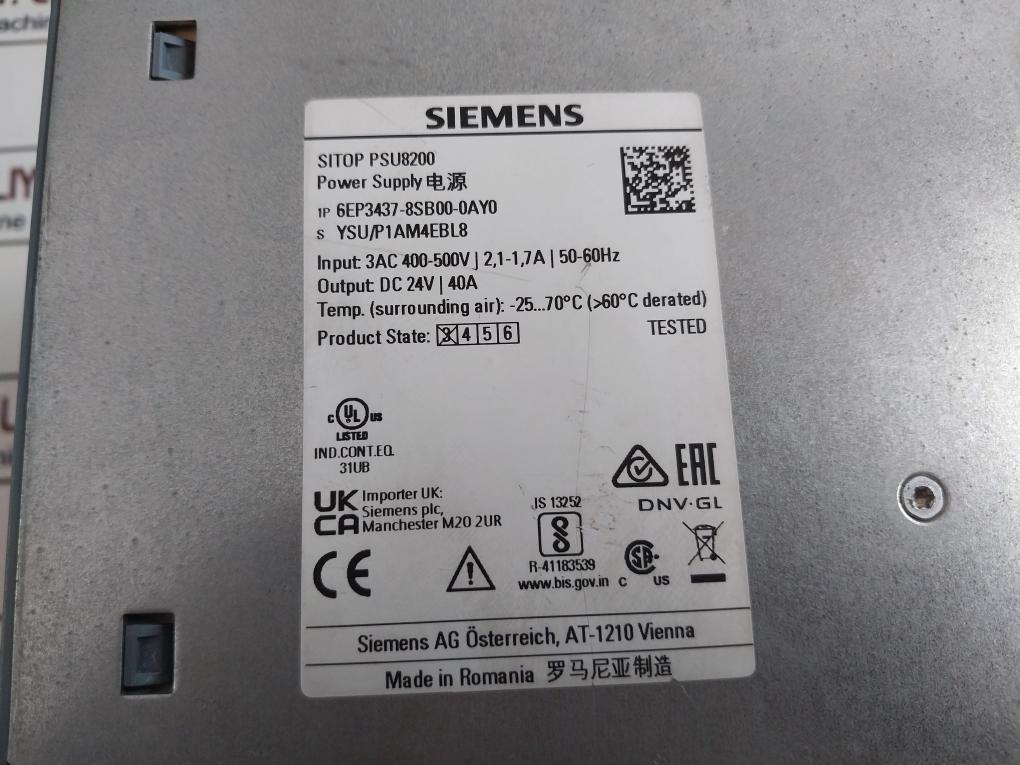 SIEMENS
SITOP PSU8200
Power Supply 电源
1P 6EP3437-8SB00-0AY0
S YSU/P1AM4EBL8
Input: 3AC 400-500V | 2,1-1,7A | 50-60Hz
Output: DC 24V | 40A
Temp. (surrounding air): -25...70°C (>60°C derated)
Product State: 3 4 5 6
TESTED
C UL US
LISTED
IND.CONT.EQ.
31UB
EAC
DNV·GL
UK
CA
Importer UK:
Siemens plc,
Manchester M20 2UR
IS 13252
R-41183539
www.bis.gov.in
C SA US
CE
Siemens AG Österreich, AT-1210 Vienna
Made in Romania 罗马尼亚制造